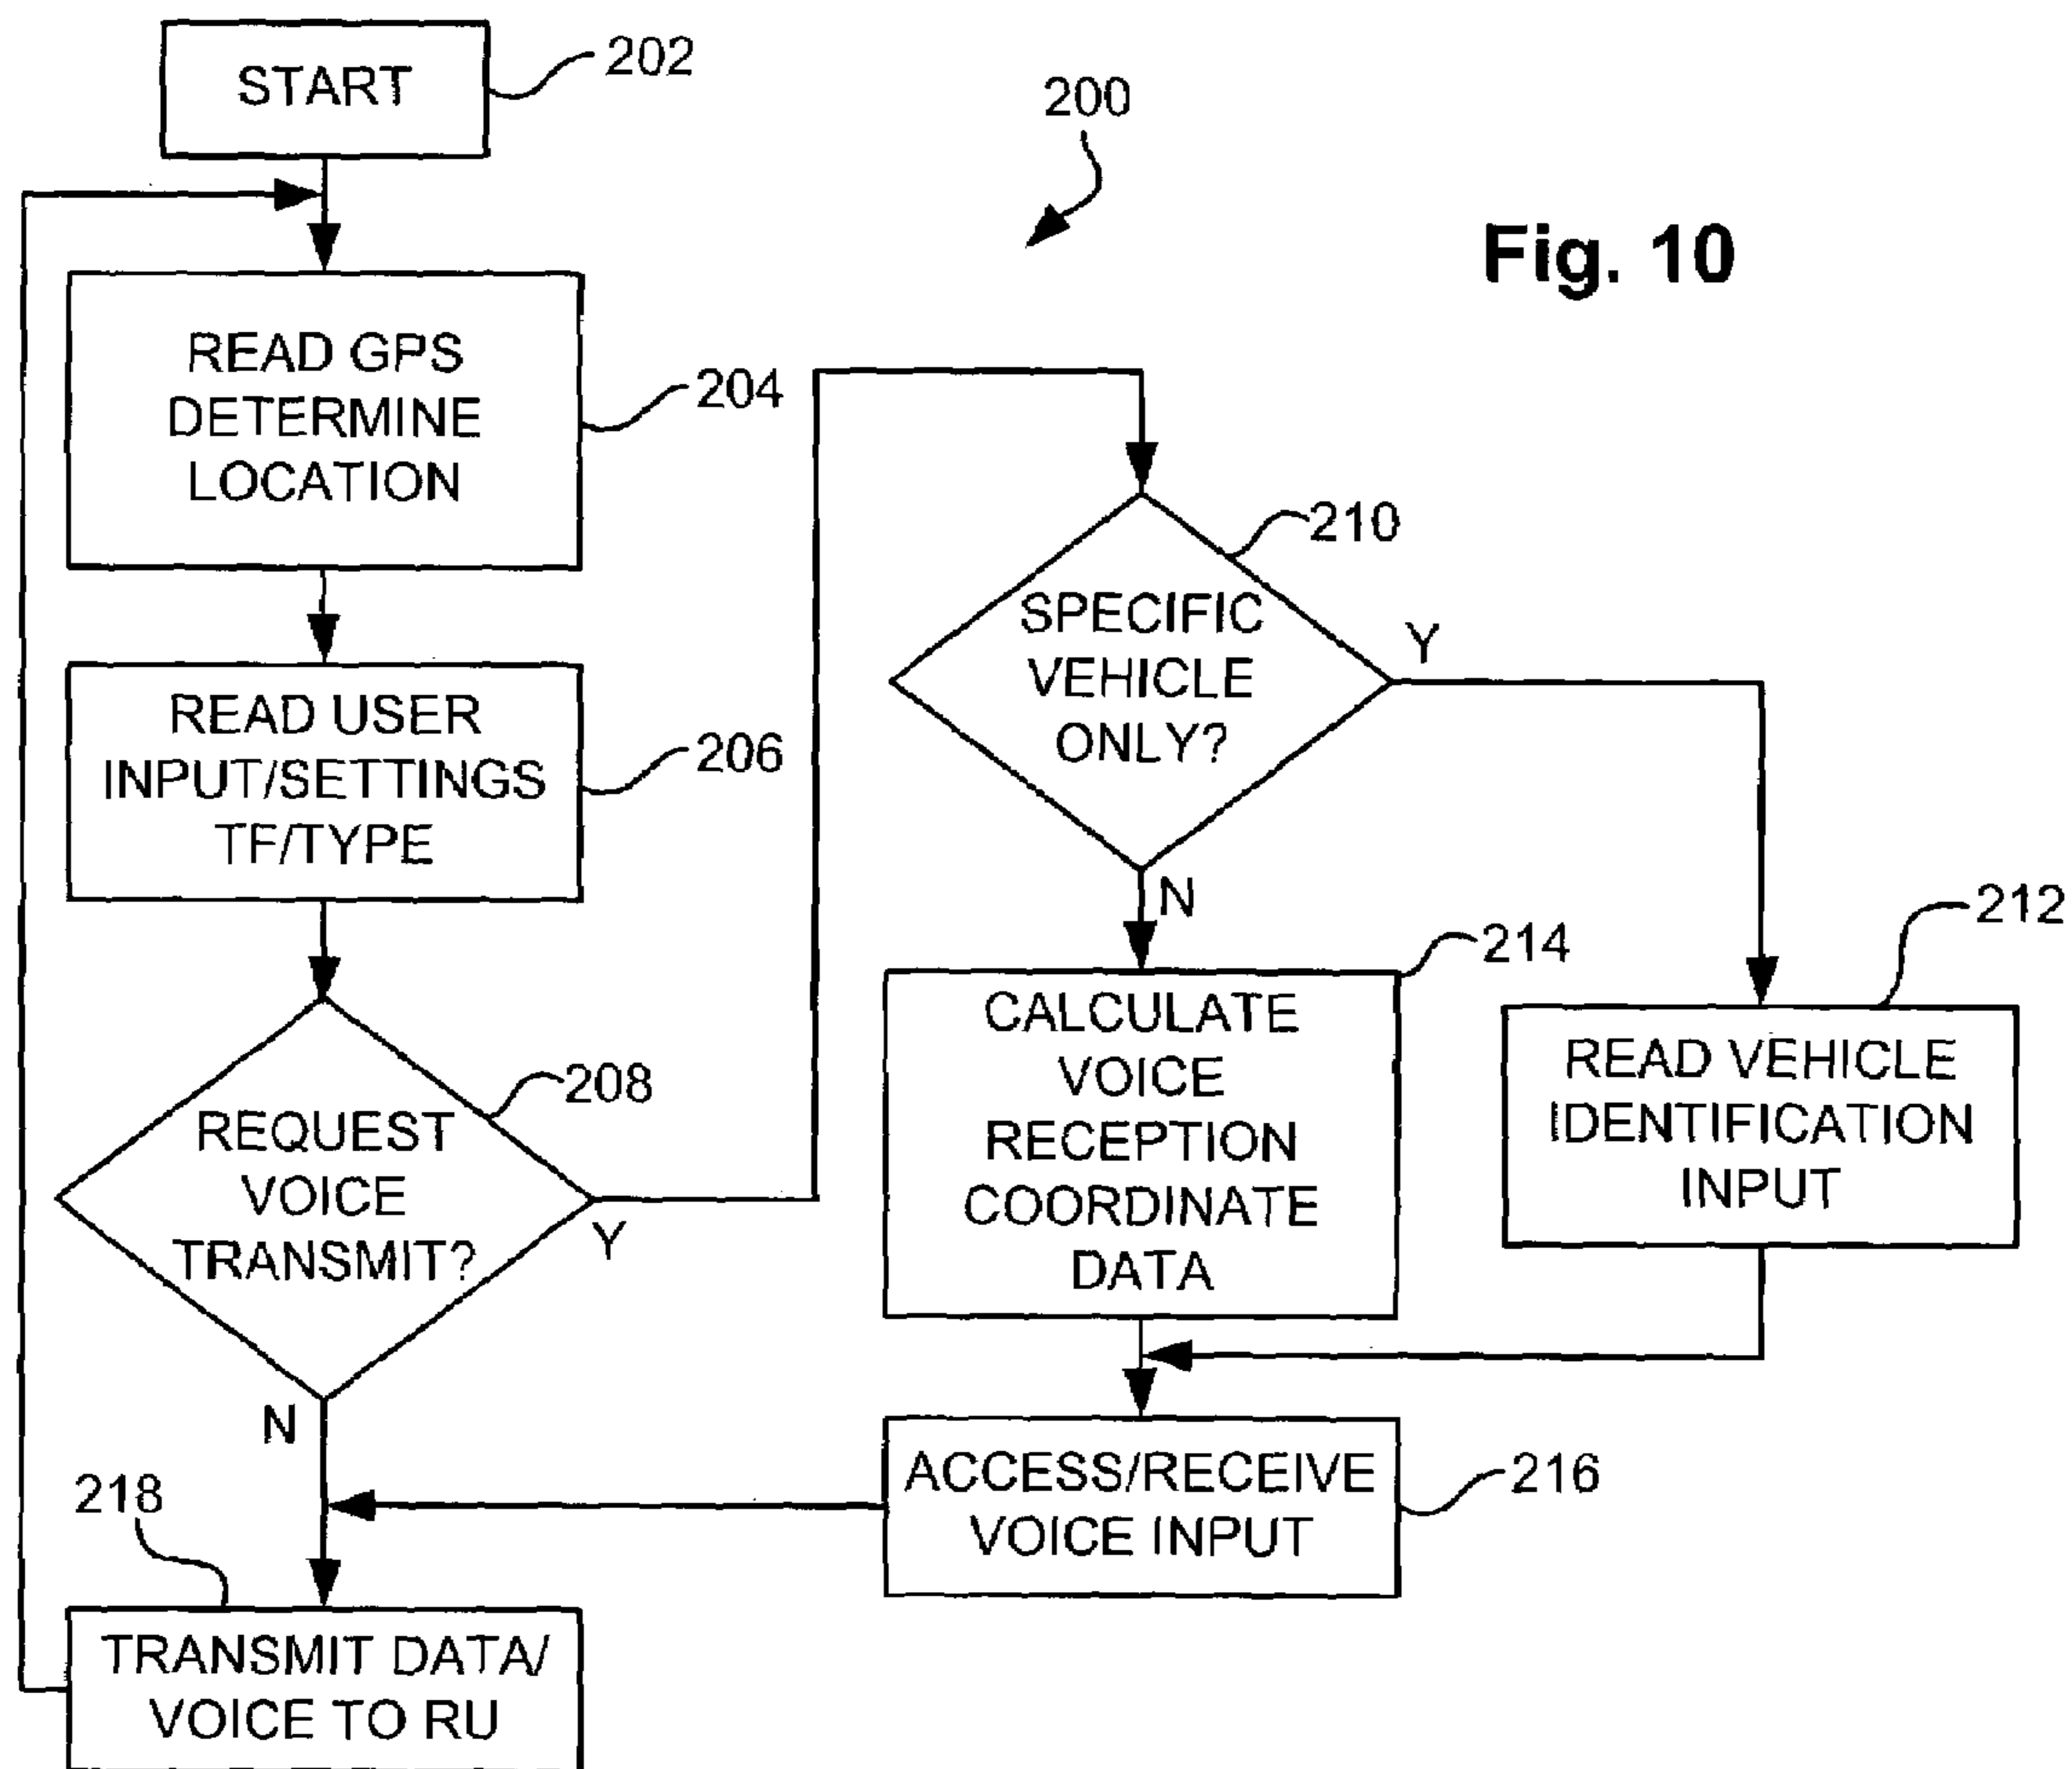 START
202
200
Fig. 10
READ GPS
DETERMINE
LOCATION
204
READ USER
INPUT/SETTINGS
TF/TYPE
206
REQUEST
VOICE
TRANSMIT?
208
Y
N
SPECIFIC
VEHICLE
ONLY?
210
Y
N
CALCULATE
VOICE
RECEPTION
COORDINATE
DATA
214
READ VEHICLE
IDENTIFICATION
INPUT
212
ACCESS/RECEIVE
VOICE INPUT
216
218
TRANSMIT DATA/
VOICE TO RU